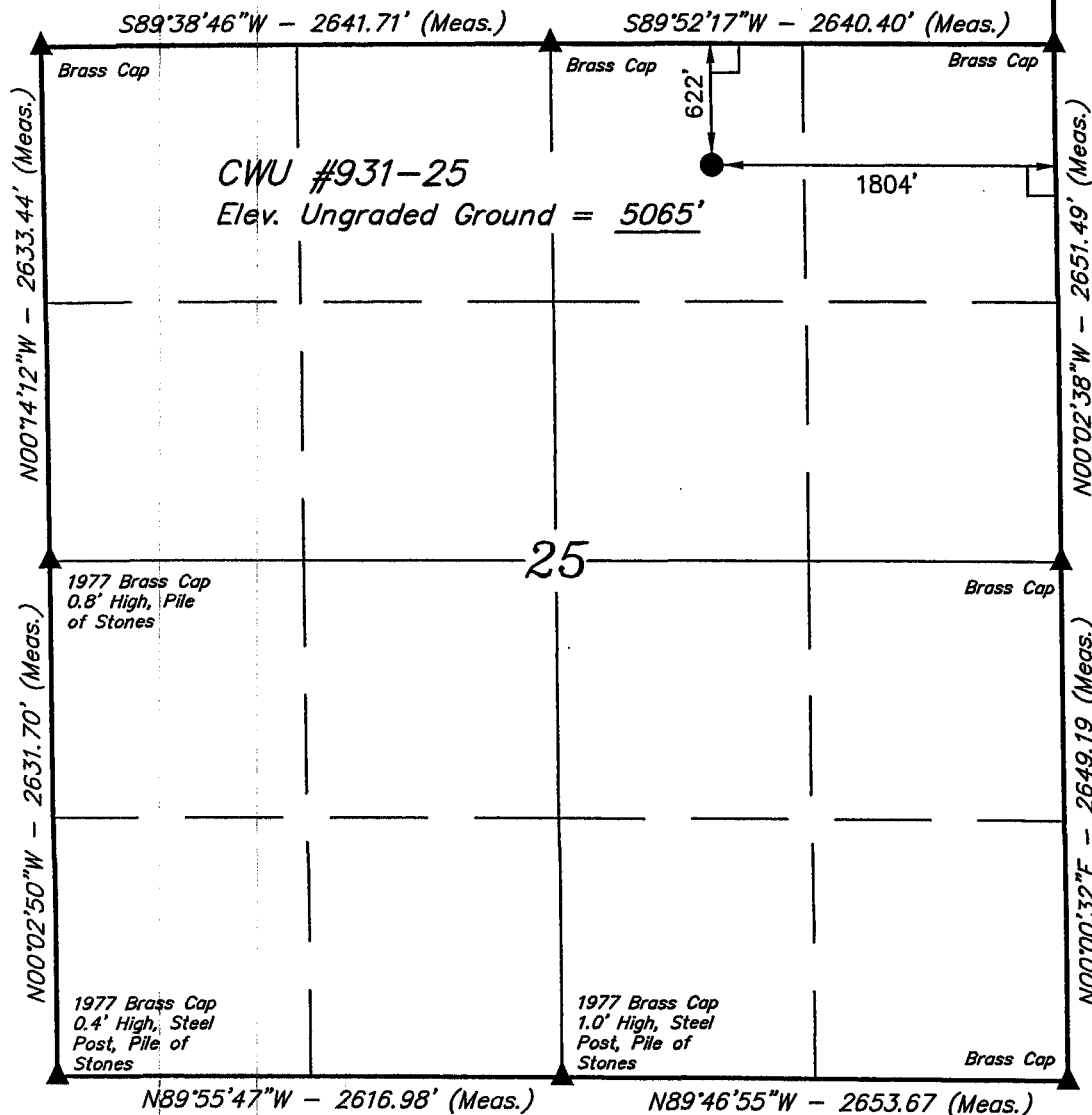 S89°38'46"W - 2641.71' (Meas.)
S89°52'17"W - 2640.40' (Meas.)
Brass Cap
Brass Cap
Brass Cap
622'
1804'
CWU #931-25
Elev. Ungraded Ground = 5065'
N00°14'12"W - 2633.44' (Meas.)
N00°02'38"W - 2651.49' (Meas.)
25
1977 Brass Cap
0.8' High, Pile
of Stones
Brass Cap
N00°02'50"W - 2631.70' (Meas.)
N00°00'32"E - 2649.19 (Meas.)
1977 Brass Cap
0.4' High, Steel
Post, Pile of
Stones
1977 Brass Cap
1.0' High, Steel
Post, Pile of
Stones
Brass Cap
N89°55'47"W - 2616.98' (Meas.)
N89°46'55"W - 2653.67 (Meas.)